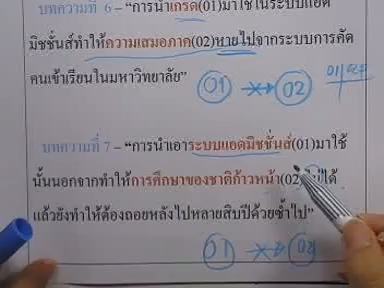 บทความที่ 6 – “การนำเกรด(01)มาใช้ในระบบแอด
มิชชั่นส์ทำให้ความเสมอภาค(02)หายไปจากระบบการคัด
คนเข้าเรียนในมหาวิทยาลัย”
01 02
บทความที่ 7 – “การนำเอาระบบแอดมิชชั่นส์(01)มาใช้
นั้นนอกจากทำให้การศึกษาของชาติก้าวหน้า(02)ไม่ได้
แล้วยังทำให้ต้องถอยหลังไปหลายสิบปีด้วยซ้ำไป”
01 02